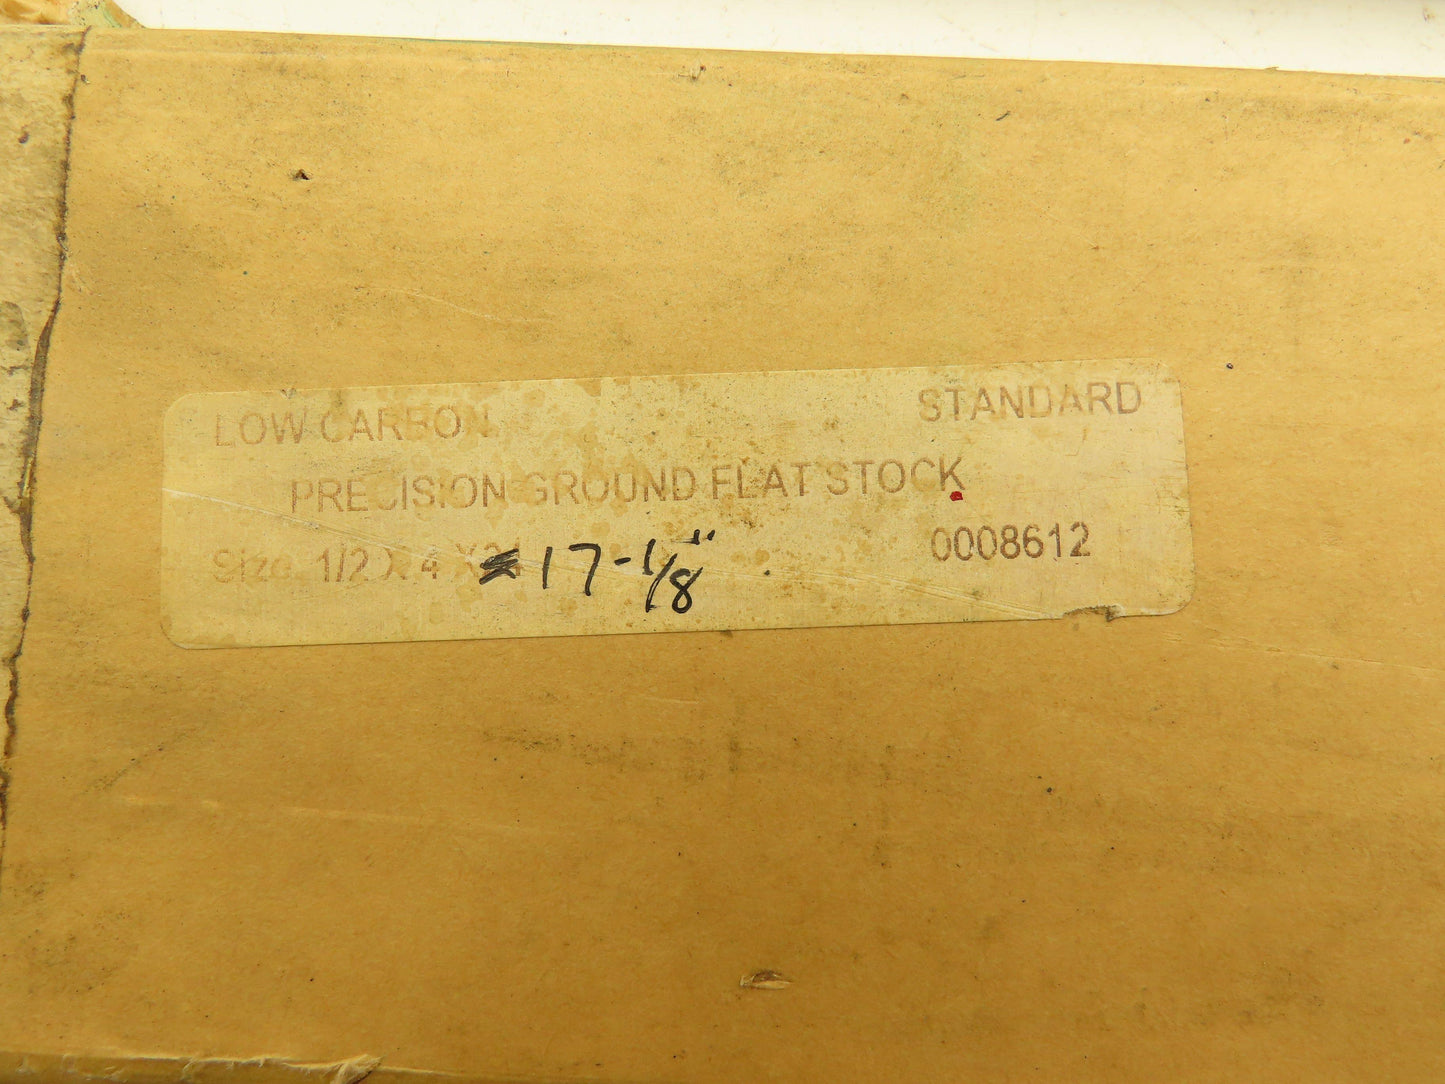 LOW CARBON STANDARD
PRECISION GROUND FLAT STOCK
Size 1/2 X 4 X 17-1/8"
0008612